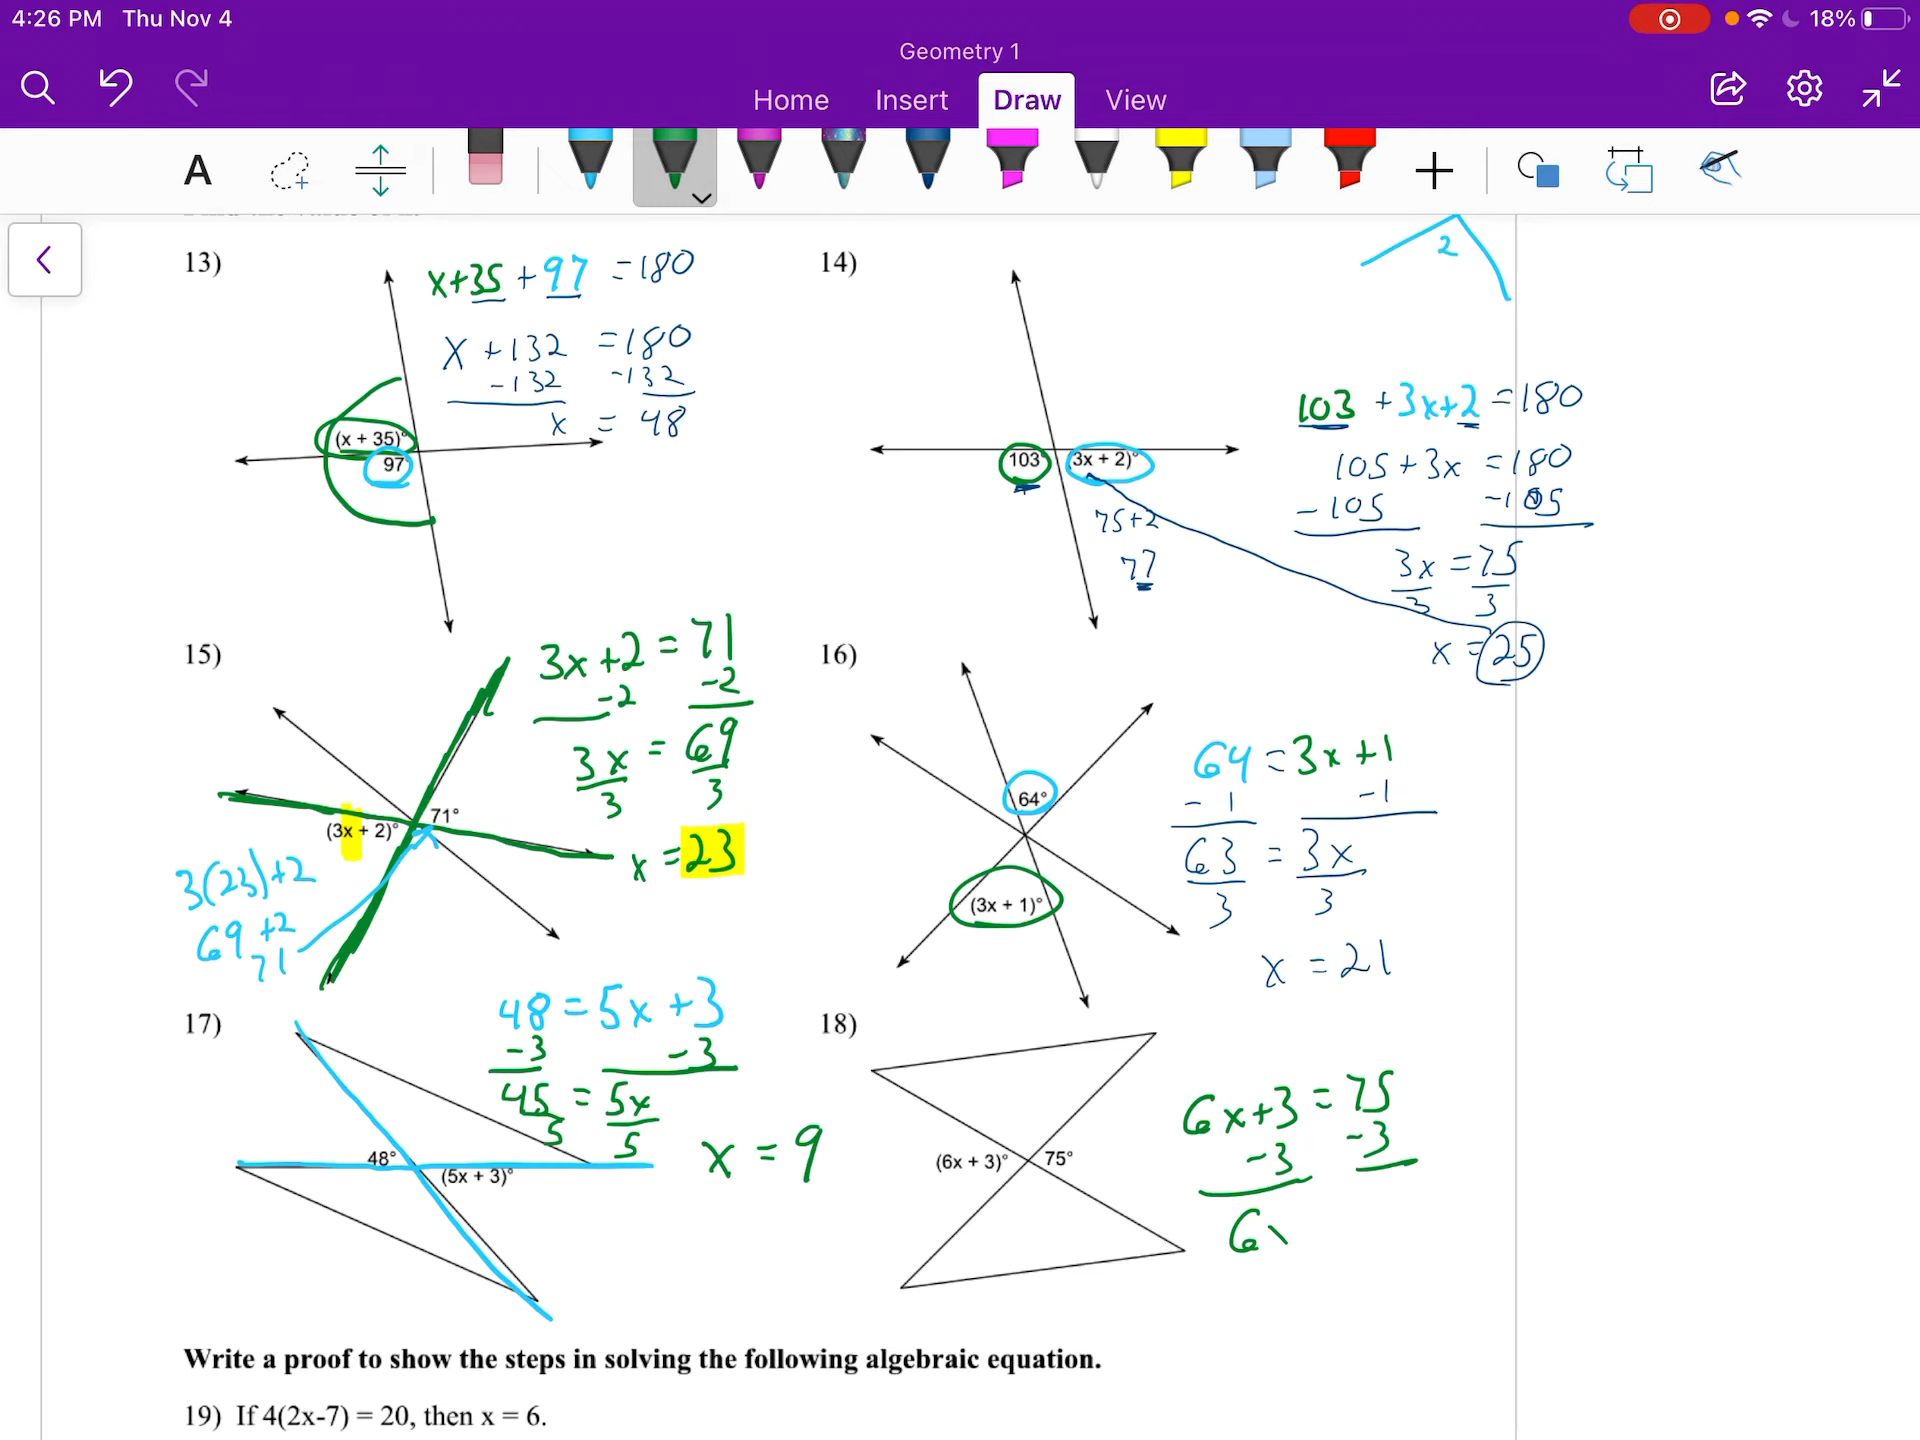 4:26 PM Thu Nov 4
18%
Geometry 1
Home Insert Draw View
A
13)
x+35 +97 =180
x +132 =180
-132 -132
x = 48
(x + 35)°
97
14)
2
103°
(3x + 2)°
75+2
77
103 +3x+2 =180
105+3x =180
-105 -105
3x = 75
3 3
x = 25
15)
3x+2 = 71
-2 -2
3x = 69
3 3
x = 23
71°
(3x + 2)°
3(23)+2
69 +2
71
16)
64°
(3x + 1)°
64 = 3x +1
- 1 -1
63 = 3x
3 3
x = 21
17)
48 = 5x +3
-3 -3
45 = 5x
5 5
x = 9
48°
(5x + 3)°
18)
(6x + 3)°
75°
6x+3 = 75
-3 -3
6
Write a proof to show the steps in solving the following algebraic equation.
19) If 4(2x-7) = 20, then x = 6.